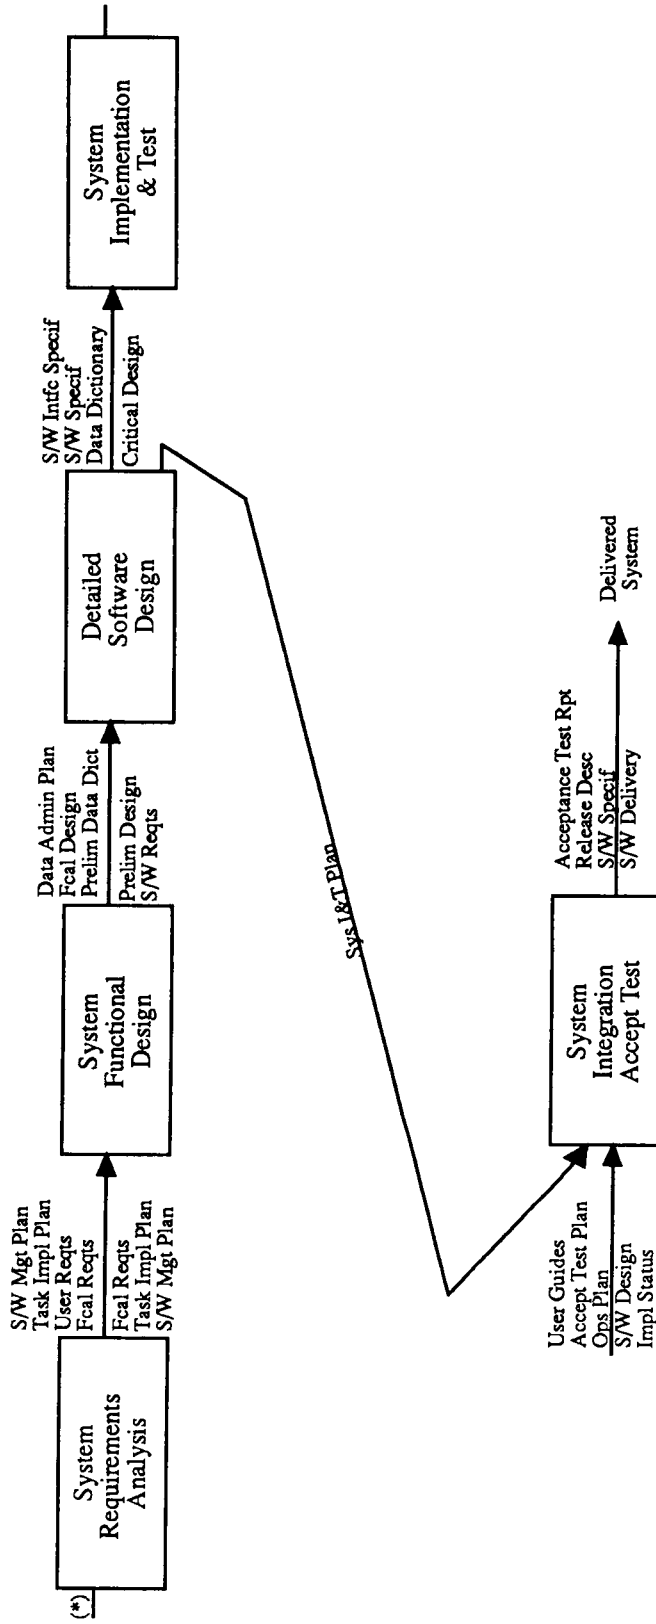 (*)
System
Requirements
Analysis
S/W Mgt Plan
Task Impl Plan
User Reqts
Fcal Reqts
Fcal Reqts
Task Impl Plan
S/W Mgt Plan
System
Functional
Design
Data Admin Plan
Fcal Design
Prelim Data Dict
Prelim Design
S/W Reqts
Detailed
Software
Design
S/W Intfc Specif
S/W Specif
Data Dictionary
Critical Design
System
Implementation
& Test
Sys I&T Plan
User Guides
Accept Test Plan
Ops Plan
S/W Design
Impl Status
System
Integration
Accept Test
Acceptance Test Rpt
Release Desc
S/W Specif
S/W Delivery
Delivered
System